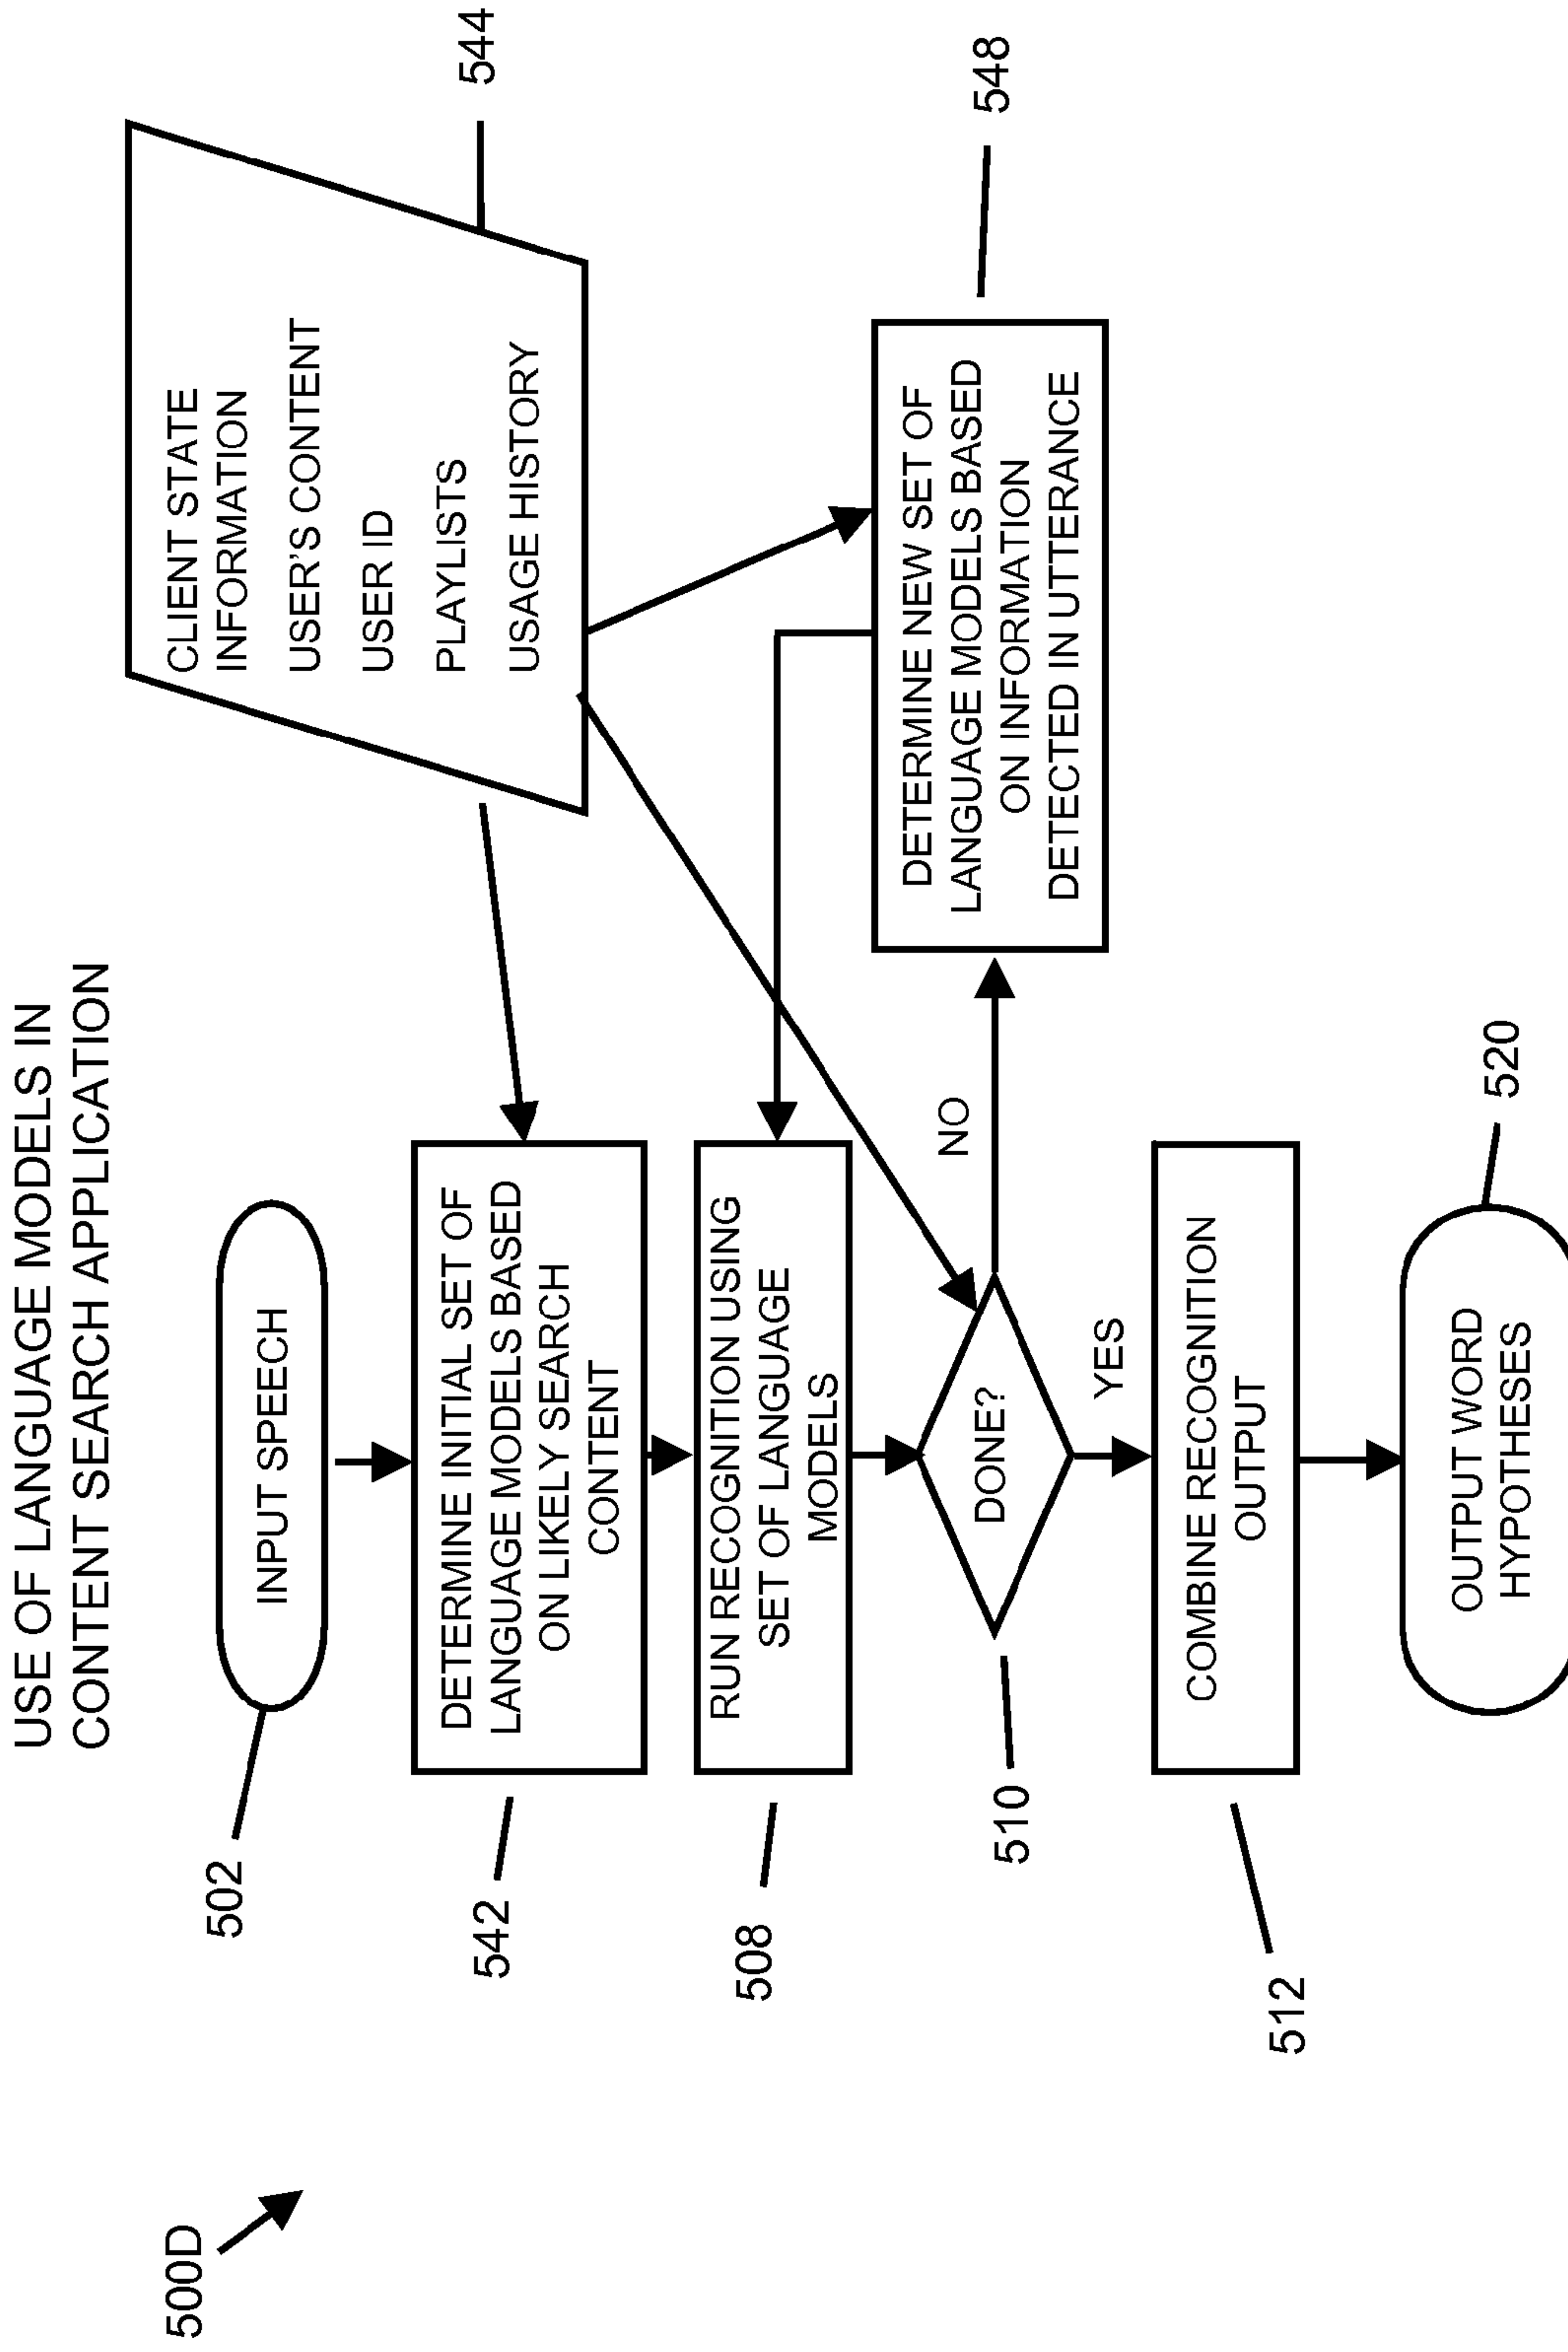 USE OF LANGUAGE MODELS IN
CONTENT SEARCH APPLICATION
500D
502
INPUT SPEECH
542
DETERMINE INITIAL SET OF
LANGUAGE MODELS BASED
ON LIKELY SEARCH
CONTENT
544
CLIENT STATE
INFORMATION
USER'S CONTENT
USER ID
PLAYLISTS
USAGE HISTORY
508
RUN RECOGNITION USING
SET OF LANGUAGE
MODELS
510
DONE?
NO
YES
548
DETERMINE NEW SET OF
LANGUAGE MODELS BASED
ON INFORMATION
DETECTED IN UTTERANCE
512
COMBINE RECOGNITION
OUTPUT
520
OUTPUT WORD
HYPOTHESES